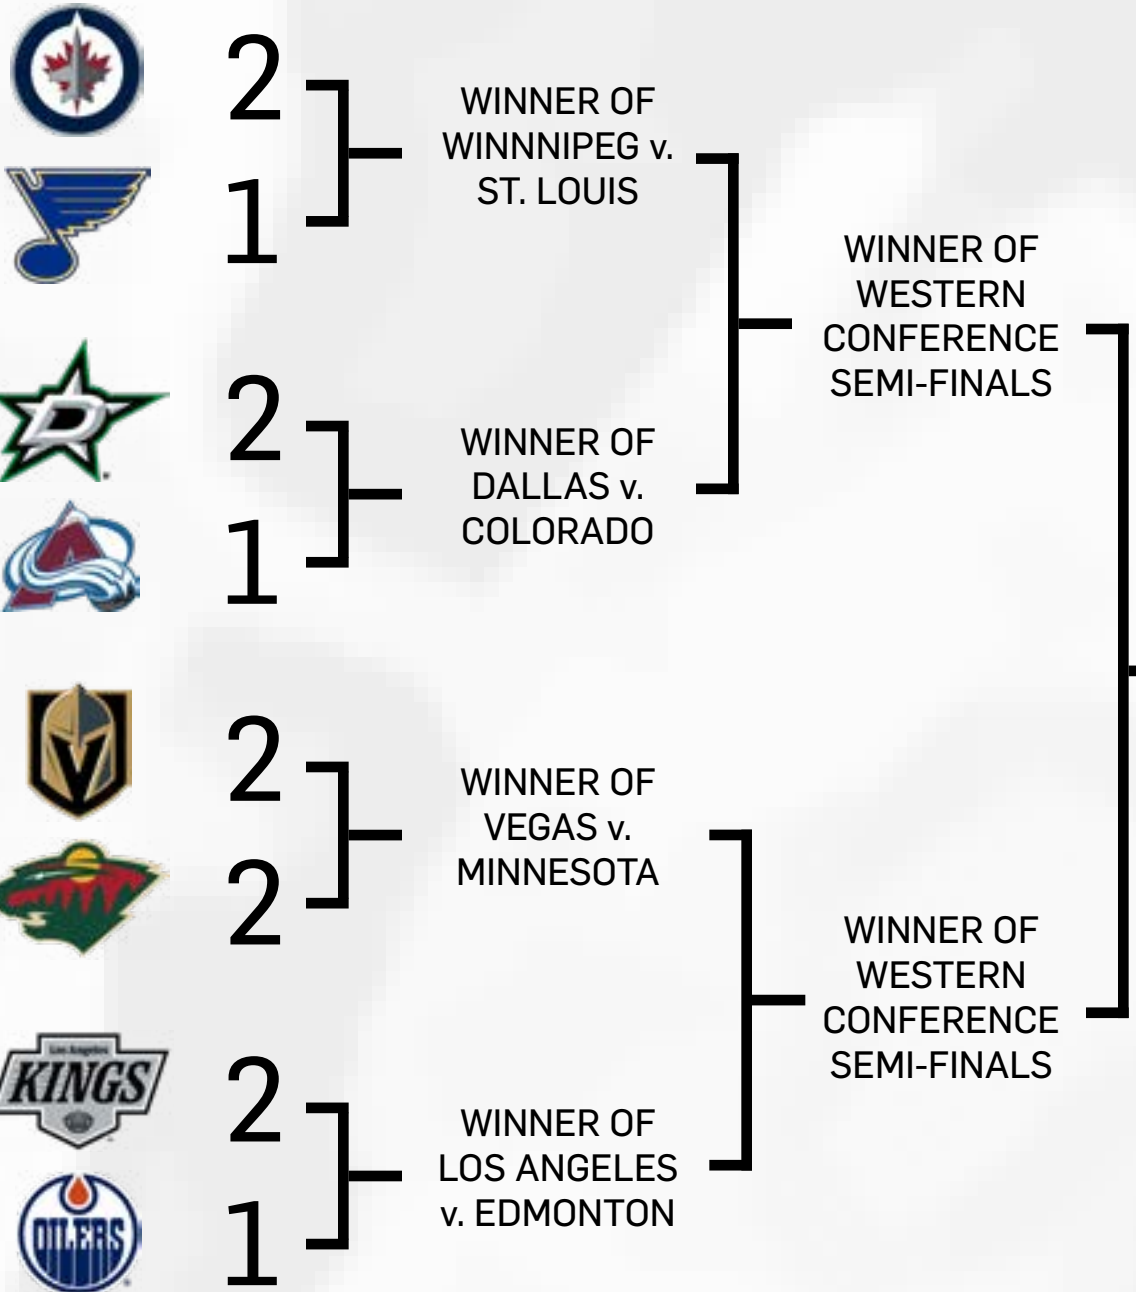 2
WINNER OF
WINNNIPEG v.
ST. LOUIS
1
WINNER OF
WESTERN
CONFERENCE
SEMI-FINALS
2
WINNER OF
DALLAS v.
COLORADO
1
2
WINNER OF
VEGAS v.
MINNESOTA
2
WINNER OF
WESTERN
CONFERENCE
SEMI-FINALS
Los Angeles
KINGS
2
WINNER OF
LOS ANGELES
v. EDMONTON
OILERS
1